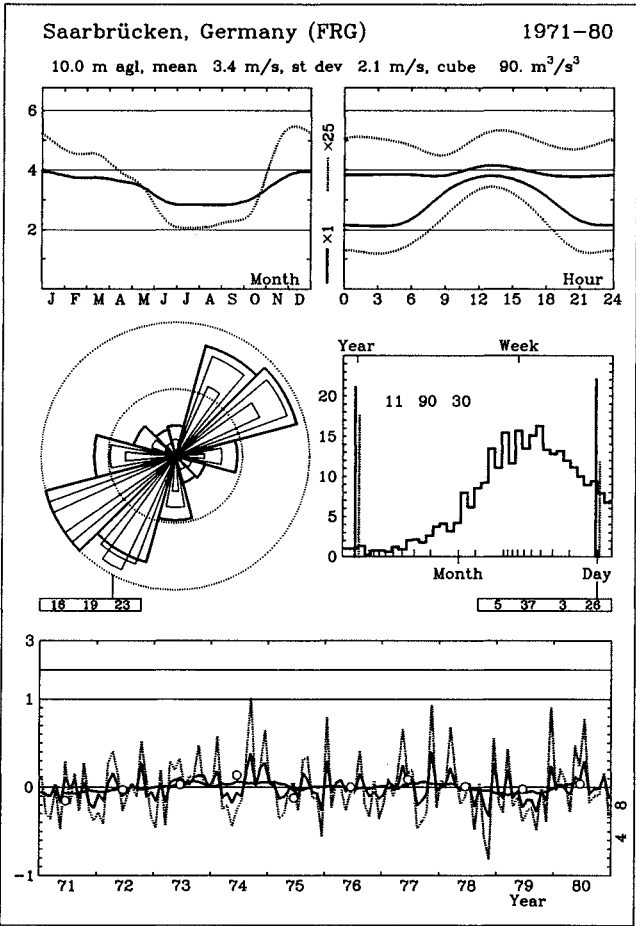 Saarbrücken, Germany (FRG) 1971-80
10.0 m agl, mean 3.4 m/s, st dev 2.1 m/s, cube 90. m³/s³
6
4
2
Month
J F M A M J J A S O N D
×1 ×25
Hour
0 3 6 9 12 15 18 21 24
Year Week
20
15
10
5
0
11 90 30
Month Day
16 19 23
5 37 3 26
3
1
0
-1
71 72 73 74 75 76 77 78 79 80
Year
4 8